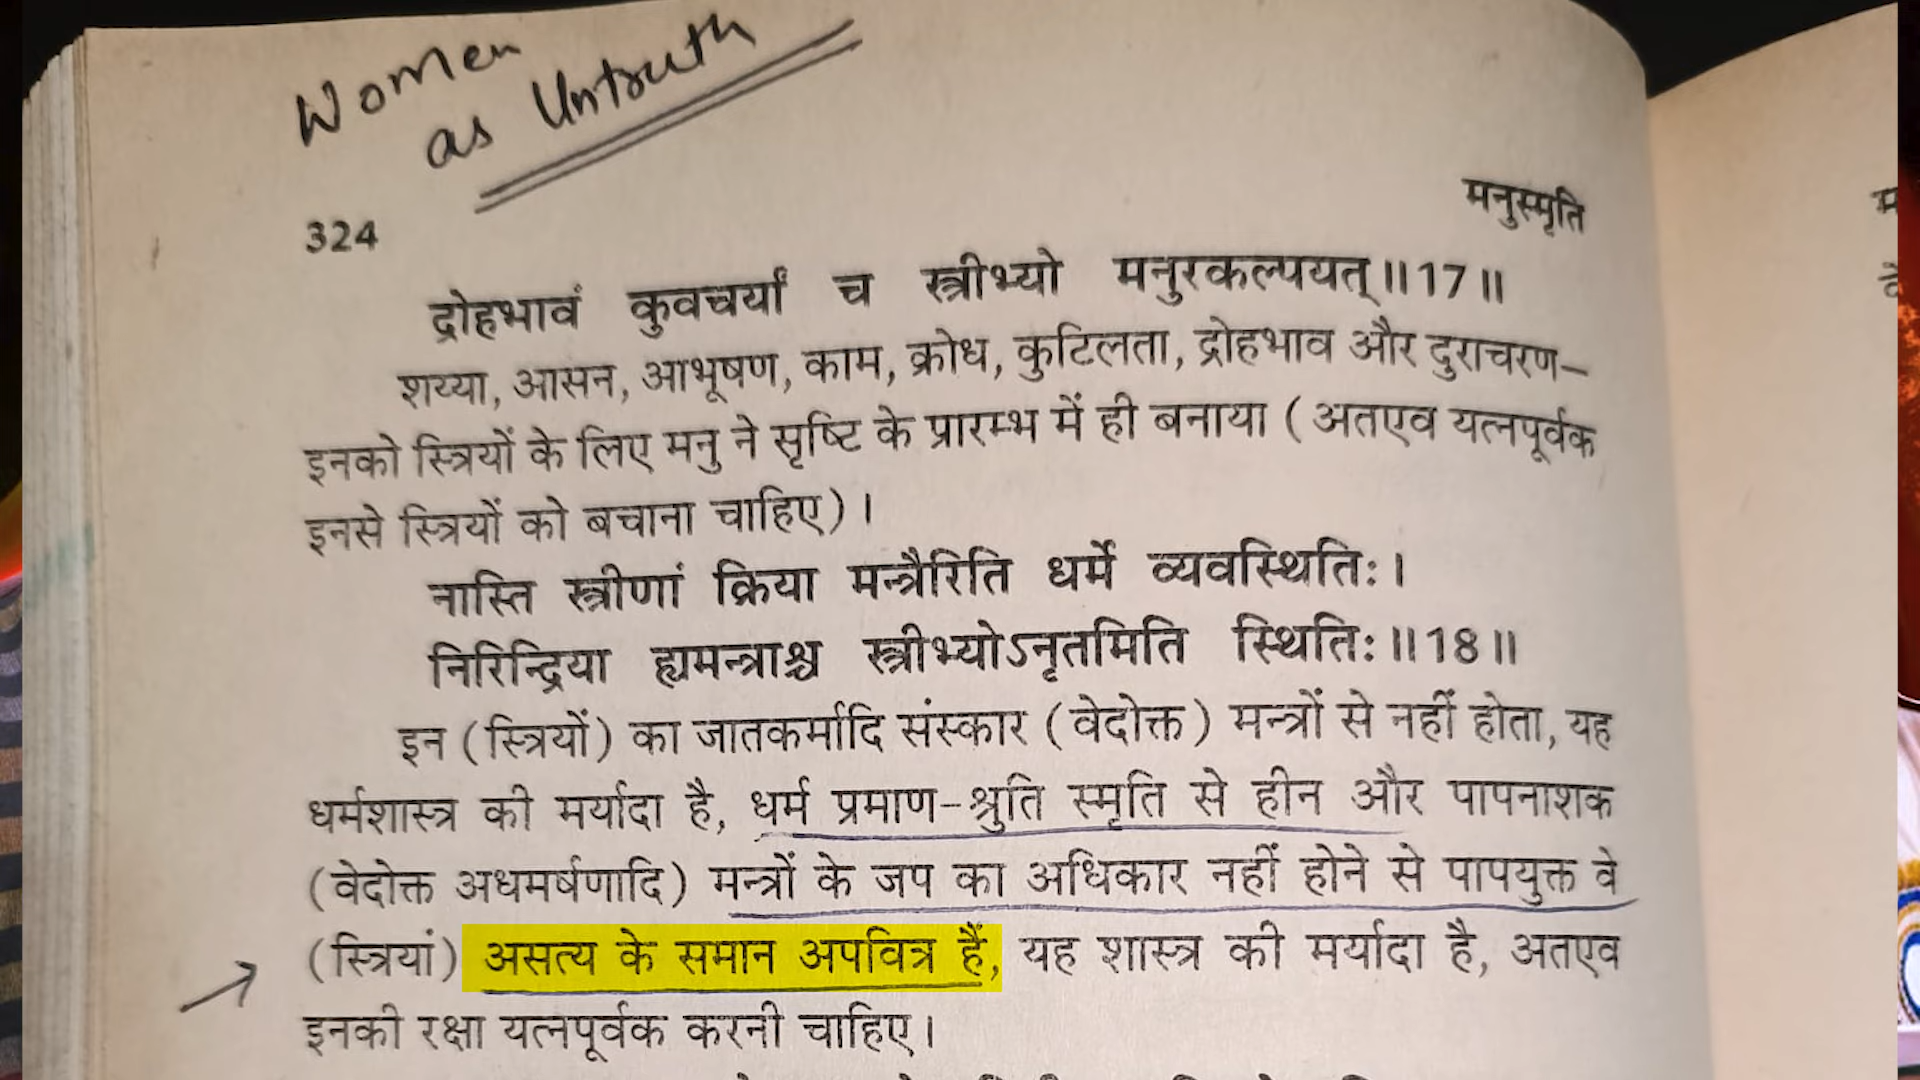 Women
as Untruth
324
मनुस्मृति
द्रोहभावं कुवचर्यां च स्त्रीभ्यो मनुरकल्पयत्॥17॥
शय्या, आसन, आभूषण, काम, क्रोध, कुटिलता, द्रोहभाव और दुराचरण–
इनको स्त्रियों के लिए मनु ने सृष्टि के प्रारम्भ में ही बनाया (अतएव यत्नपूर्वक
इनसे स्त्रियों को बचाना चाहिए)।
नास्ति स्त्रीणां क्रिया मन्त्रैरिति धर्मे व्यवस्थितिः।
निरिन्द्रिया ह्यमन्त्राश्च स्त्रीभ्योऽनृतमिति स्थितिः॥18॥
इन (स्त्रियों) का जातकर्मादि संस्कार (वेदोक्त) मन्त्रों से नहीं होता, यह
धर्मशास्त्र की मर्यादा है, धर्म प्रमाण-श्रुति स्मृति से हीन और पापनाशक
(वेदोक्त अधमर्षणादि) मन्त्रों के जप का अधिकार नहीं होने से पापयुक्त वे
(स्त्रियां) असत्य के समान अपवित्र हैं, यह शास्त्र की मर्यादा है, अतएव
इनकी रक्षा यत्नपूर्वक करनी चाहिए।